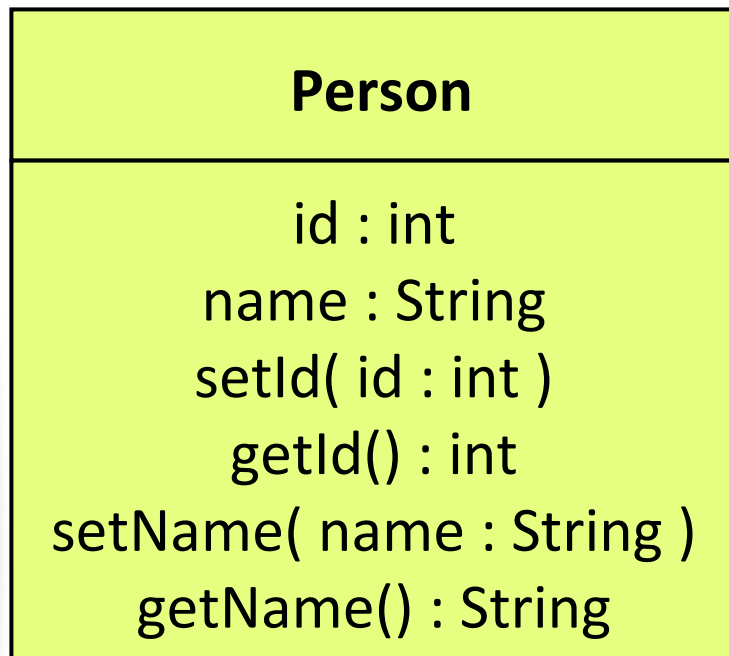 Person
id : int
name : String
setId( id : int )
getId() : int
setName( name : String )
getName() : String